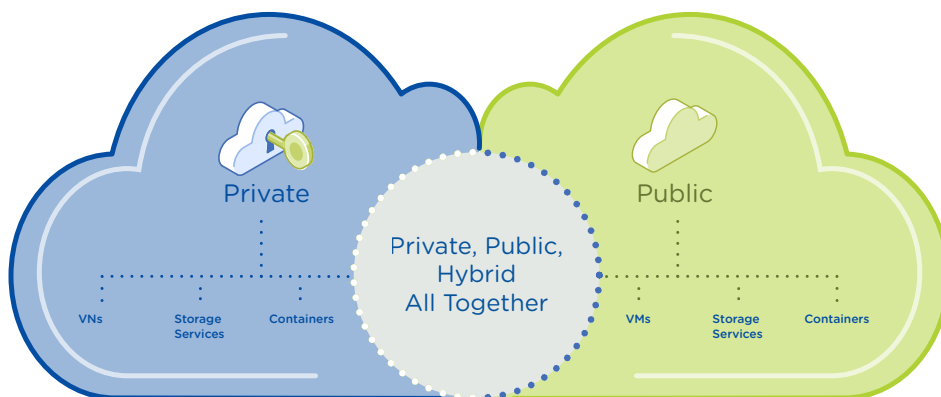 Private
Public
Private, Public,
Hybrid
All Together
VNs
Storage
Services
Containers
VMs
Storage
Services
Containers